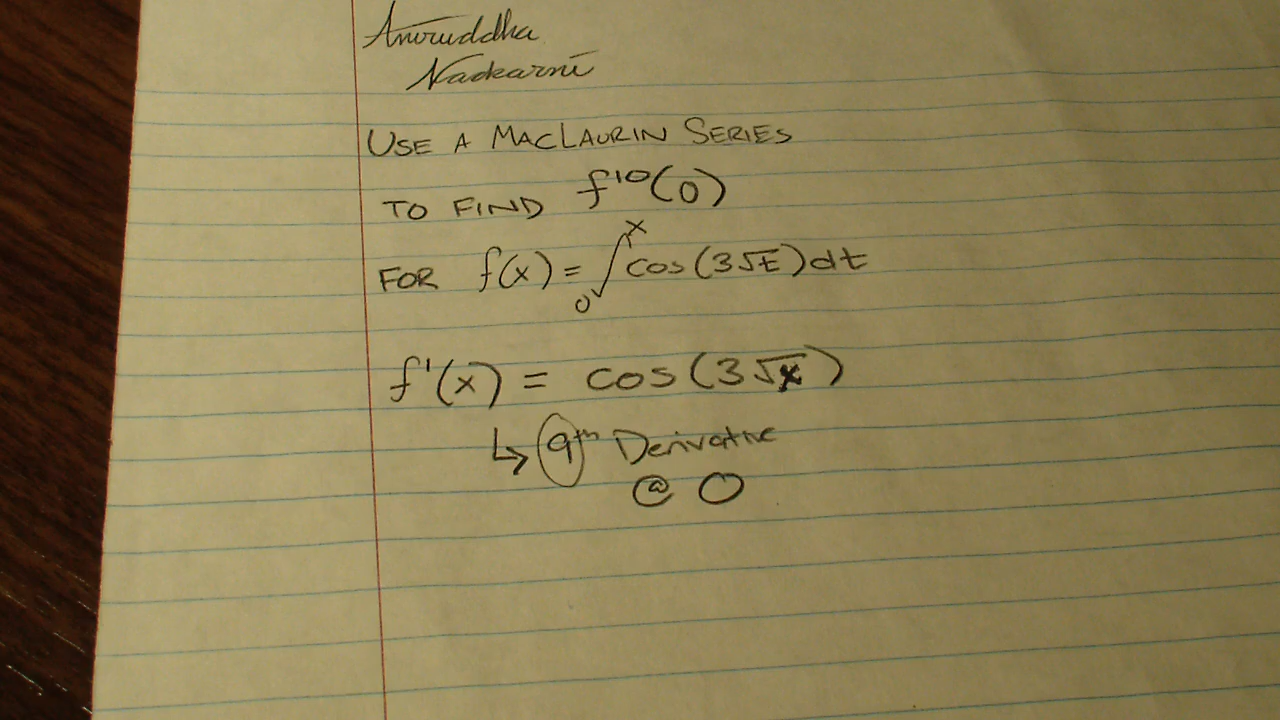 Aniruddha
Nadkarni
USE A MACLAURIN SERIES
TO FIND f¹⁰(0)
FOR f(x) = ∫₀ˣ cos(3√t)dt
f'(x) = cos(3√x)
↳ 9th Derivative
@ 0